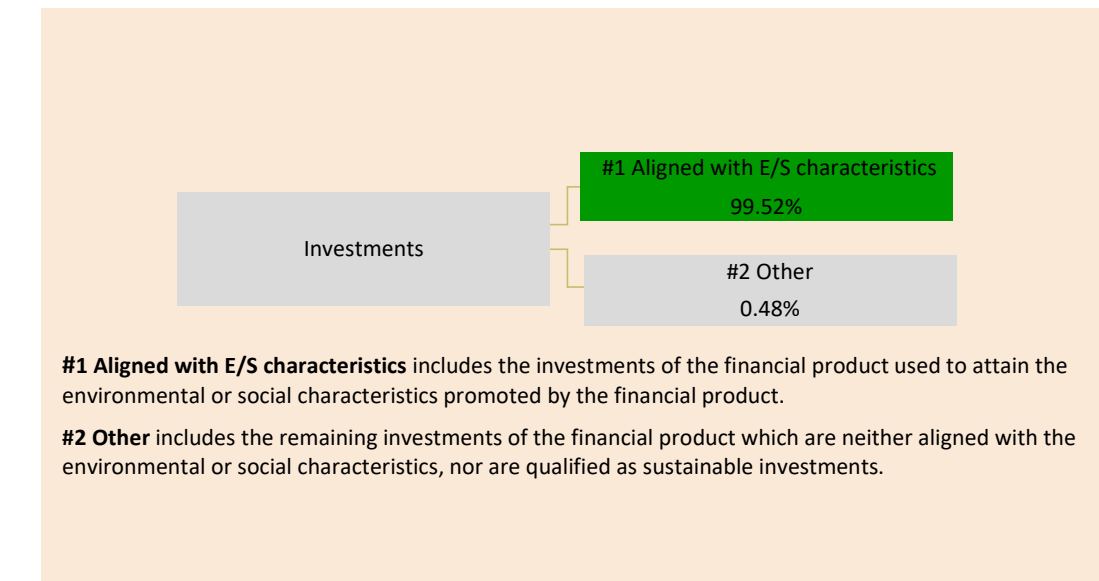 #1 Aligned with E/S characteristics
99.52%
Investments
#2 Other
0.48%
#1 Aligned with E/S characteristics includes the investments of the financial product used to attain the
environmental or social characteristics promoted by the financial product.
#2 Other includes the remaining investments of the financial product which are neither aligned with the
environmental or social characteristics, nor are qualified as sustainable investments.